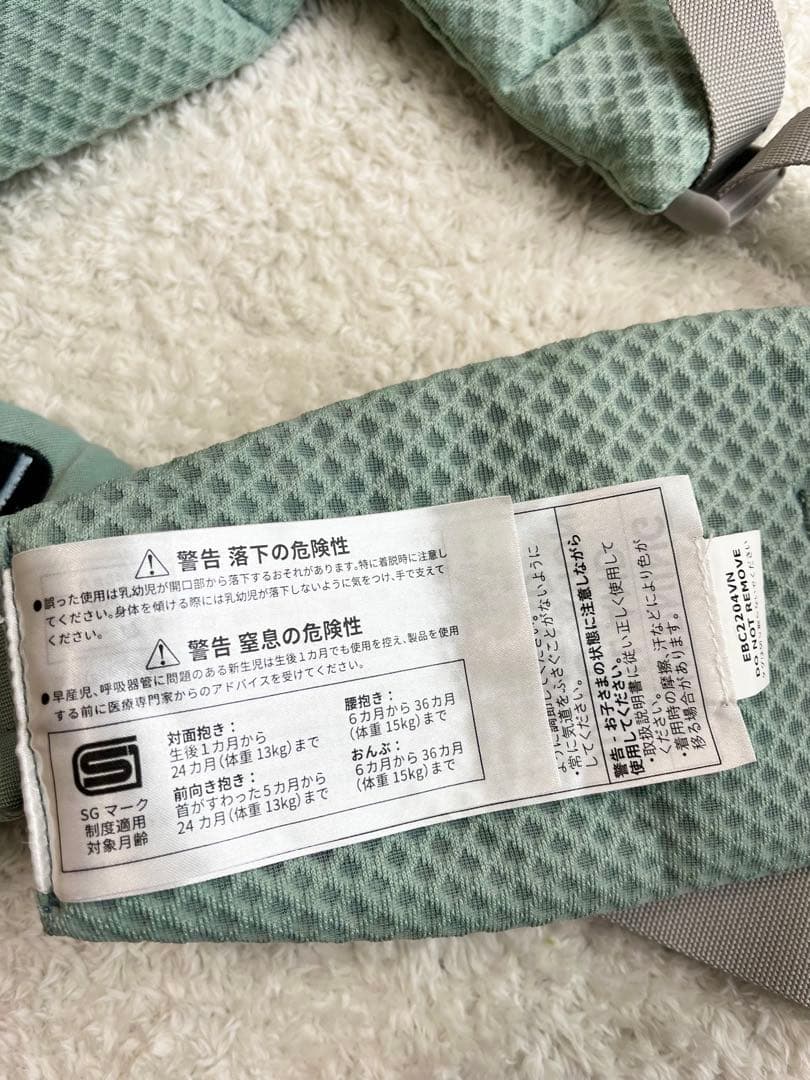 警告 落下の危険性
●誤った使用は乳幼児が開口部から落下するおそれがあります。特に着脱時に注意し
てください。身体を傾ける際には乳幼児が落下しないように気をつけ、手で支えて
ください。
警告 窒息の危険性
●早産児、呼吸器管に問題のある新生児は生後1カ月でも使用を控え、製品を使用
する前に医療専門家からのアドバイスを受けてください。
SG マーク
制度適用
対象月齢
対面抱き:
生後1カ月から
24カ月(体重13kg)まで
前向き抱き:
首がすわった5カ月から
24カ月(体重13kg)まで
腰抱き:
6カ月から36カ月
(体重15kg)まで
おんぶ:
6カ月から36カ月
(体重15kg)まで
・常に気道をふさぐことがないように
してください。
警告 - お子さまの状態に注意しながら
使用してください。
・取扱説明書に従い正しく使用して
ください。
・着用時の摩擦、汗などにより色が
移る場合があります。
EBC2204VN
DO NOT REMOVE